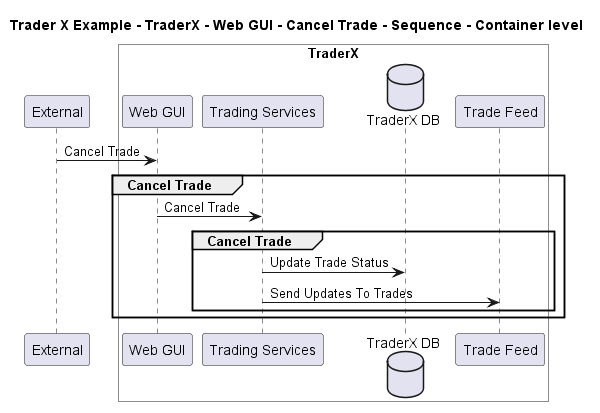 Trader X Example - TraderX - Web GUI - Cancel Trade - Sequence - Container level
TraderX
External
Web GUI
Trading Services
TraderX DB
Trade Feed
Cancel Trade
Cancel Trade
Cancel Trade
Cancel Trade
Update Trade Status
Send Updates To Trades
External
Web GUI
Trading Services
TraderX DB
Trade Feed